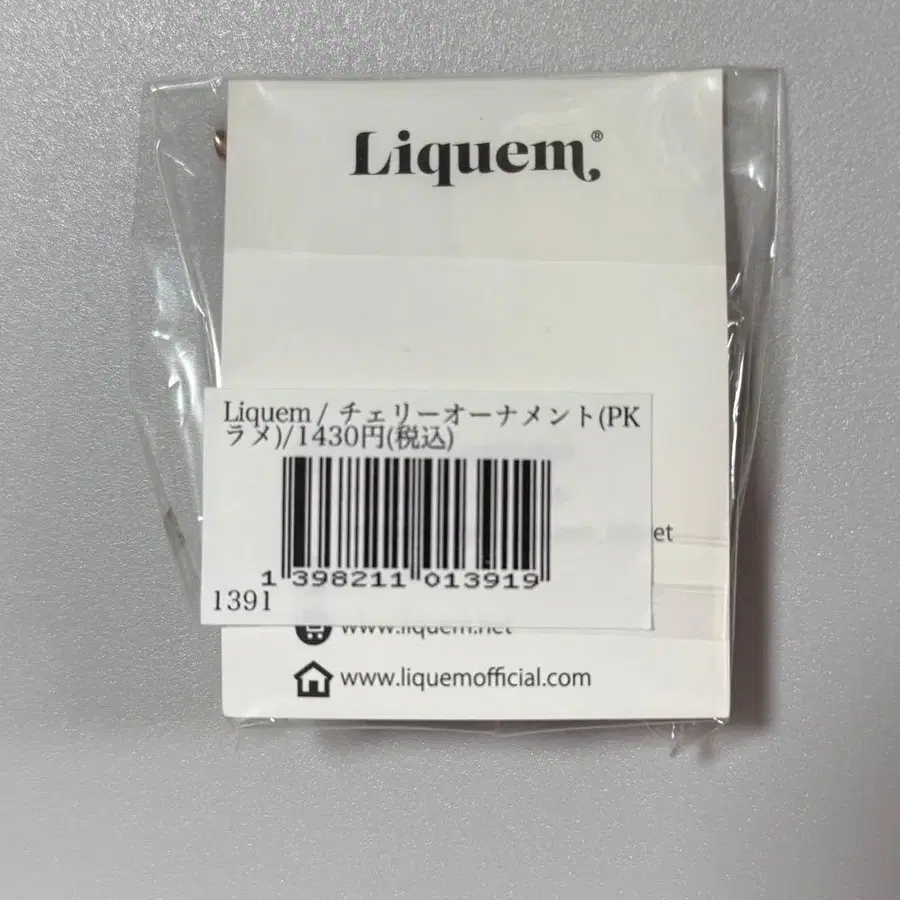 Liquem®
Liquem / チェリーオーナメント(PK
ラメ)/1430円(税込)
et
1 398211 013919
1391
www.liquem.net
www.liquemofficial.com